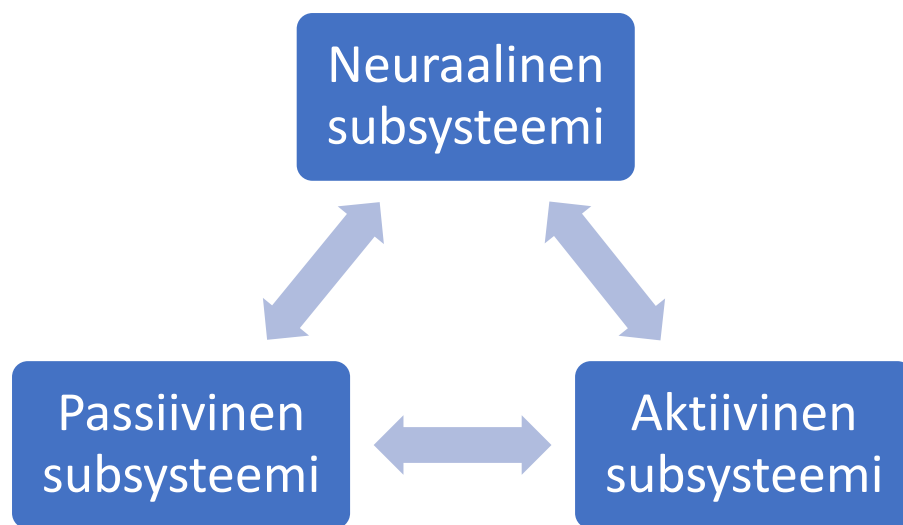 Neuraalinen
subsysteemi
Passiivinen
subsysteemi
Aktiivinen
subsysteemi